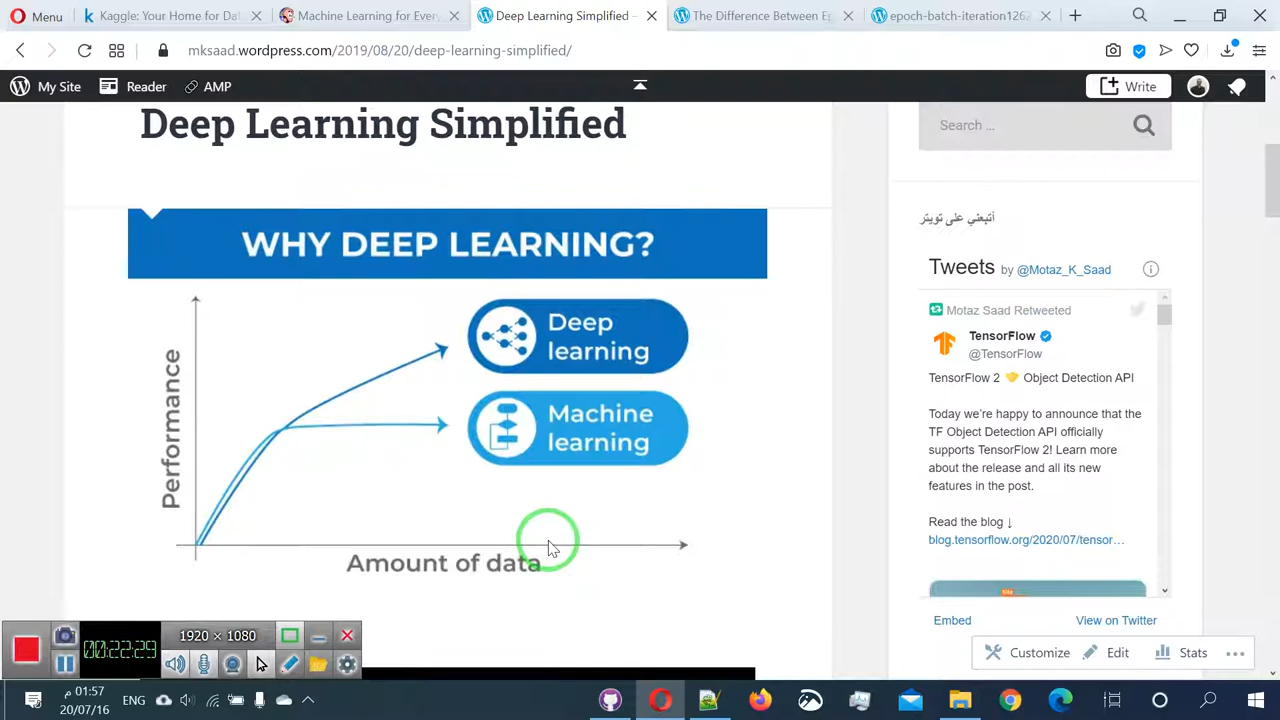 Menu
Kaggle: Your Home for Dat
Machine Learning for Every
Deep Learning Simplified –
The Difference Between Ep
epoch-batch-iteration1262
mksaad.wordpress.com/2019/08/20/deep-learning-simplified/
My Site
Reader
AMP
Write
Deep Learning Simplified
Search ...
أتبعني على تويتر
WHY DEEP LEARNING?
Performance
Deep
learning
Machine
learning
Amount of data
Tweets by @Motaz_K_Saad
Motaz Saad Retweeted
TensorFlow
@TensorFlow
TensorFlow 2 🤝 Object Detection API
Today we're happy to announce that the
TF Object Detection API officially
supports TensorFlow 2! Learn more
about the release and all its new
features in the post.
Read the blog ↓
blog.tensorflow.org/2020/07/tensor…
Embed
View on Twitter
Customize
Edit
Stats
00:22:29
1920 × 1080
ENG
01:57 م
20/07/16